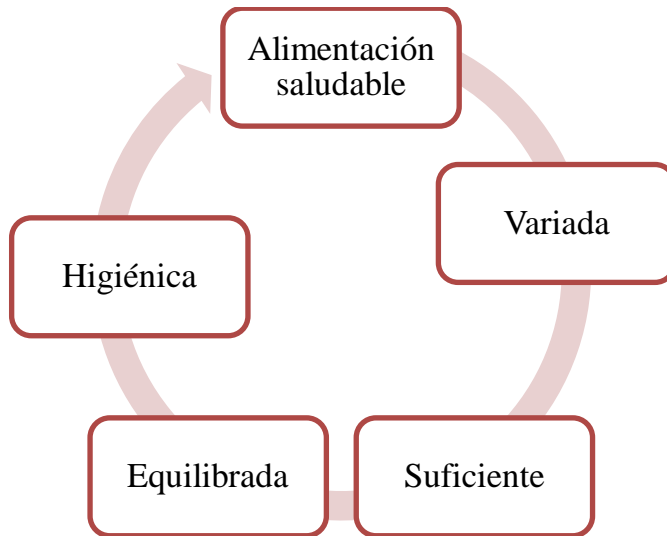 Alimentación
saludable
Variada
Suficiente
Equilibrada
Higiénica